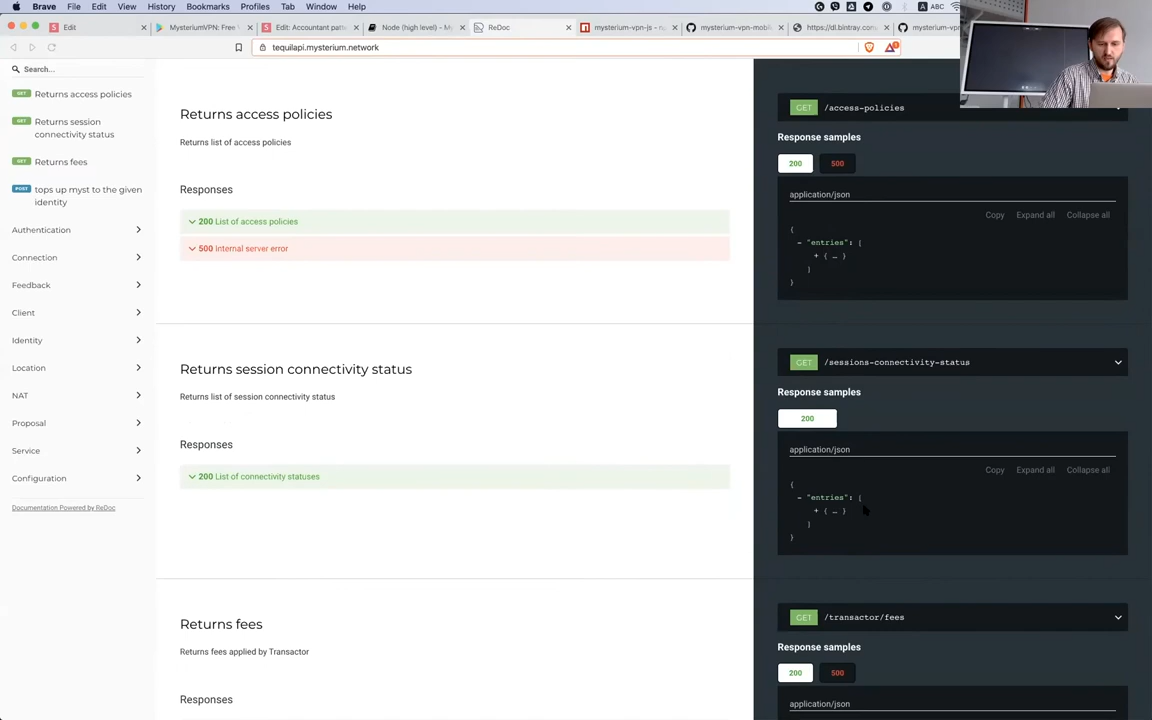 Brave File Edit View History Bookmarks Profiles Tab Window Help ABC
Edit MysteriumVPN: Free Edit: Accountant patt Node (high level) - My ReDoc mysterium-vpn-js - n mysterium-vpn-mobil https://dl.bintray.com mysterium-vp
tequilapi.mysterium.network
Search...
GET Returns access policies
GET Returns session
connectivity status
GET Returns fees
POST tops up myst to the given
identity
Authentication
Connection
Feedback
Client
Identity
Location
NAT
Proposal
Service
Configuration
Documentation Powered by ReDoc
Returns access policies
Returns list of access policies
Responses
200 List of access policies
500 Internal server error
GET /access-policies
Response samples
200 500
application/json
Copy Expand all Collapse all
{
- "entries": [
+ { … }
]
}
Returns session connectivity status
Returns list of session connectivity status
Responses
200 List of connectivity statuses
GET /sessions-connectivity-status
Response samples
200
application/json
Copy Expand all Collapse all
{
- "entries": [
+ { … }
]
}
Returns fees
Returns fees applied by Transactor
Responses
GET /transactor/fees
Response samples
200 500
application/json